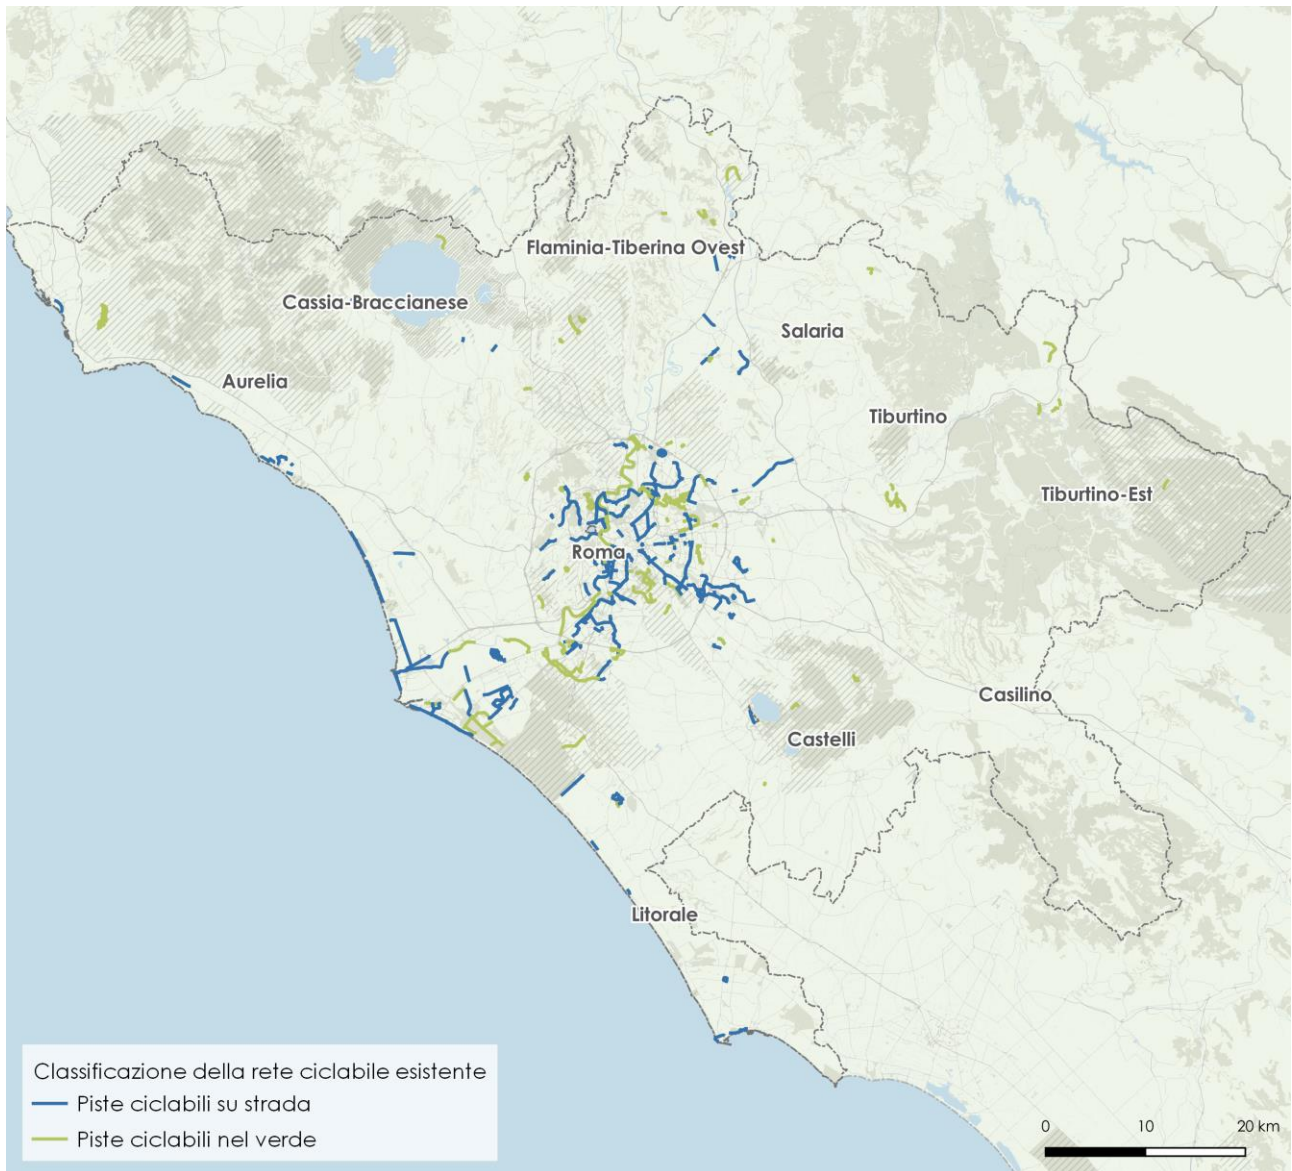 Flaminia-Tiberina Ovest
Cassia-Braccianese
Salaria
Aurelia
Tiburtino
Tiburtino-Est
Roma
Casilino
Castelli
Litorale
Classificazione della rete ciclabile esistente
Piste ciclabili su strada
Piste ciclabili nel verde
0 10 20 km